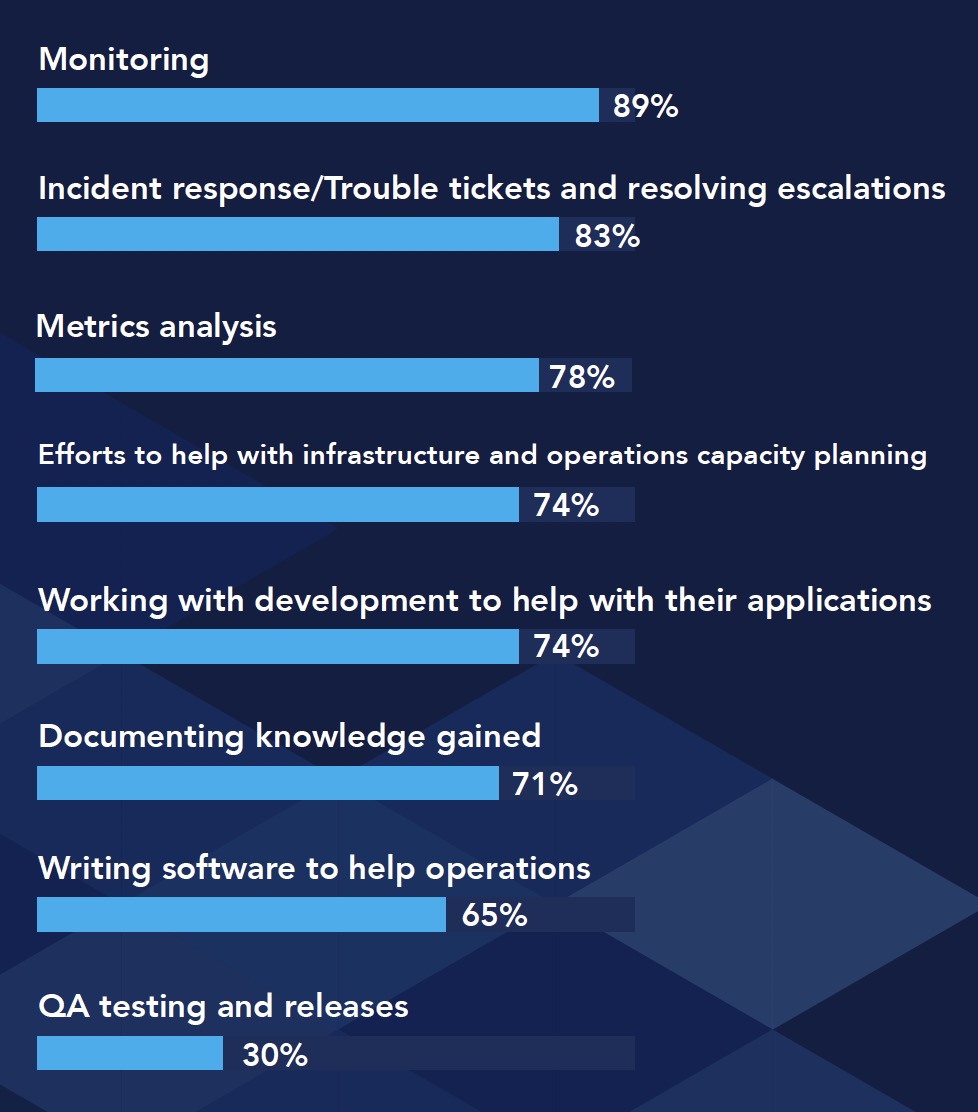 Monitoring
89%
Incident response/Trouble tickets and resolving escalations
83%
Metrics analysis
78%
Efforts to help with infrastructure and operations capacity planning
74%
Working with development to help with their applications
74%
Documenting knowledge gained
71%
Writing software to help operations
65%
QA testing and releases
30%